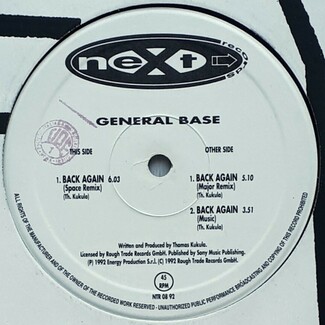 next
records
GENERAL BASE
THIS SIDE
1. BACK AGAIN 6.03
(Space Remix)
(Th. Kukula)
OTHER SIDE
1. BACK AGAIN 5.10
(Major Remix)
(Th. Kukula)
2. BACK AGAIN 3.51
(Music)
(Th. Kukula)
Written and Produced by Thomas Kukula.
Licensed by Rough Trade Records GmbH. Published by Sony Music Publishing.
(P) 1992 Energy Production S.r.l. (C) 1992 Rough Trade Records GmbH.
45
RPM
NTR 08 92
ALL RIGHTS OF THE MANUFACTURER AND OF THE OWNER OF THE RECORDED WORK RESERVED - UNAUTHORIZED PUBLIC PERFORMANCE BROADCASTING AND COPYING OF THIS RECORD PROHIBITED